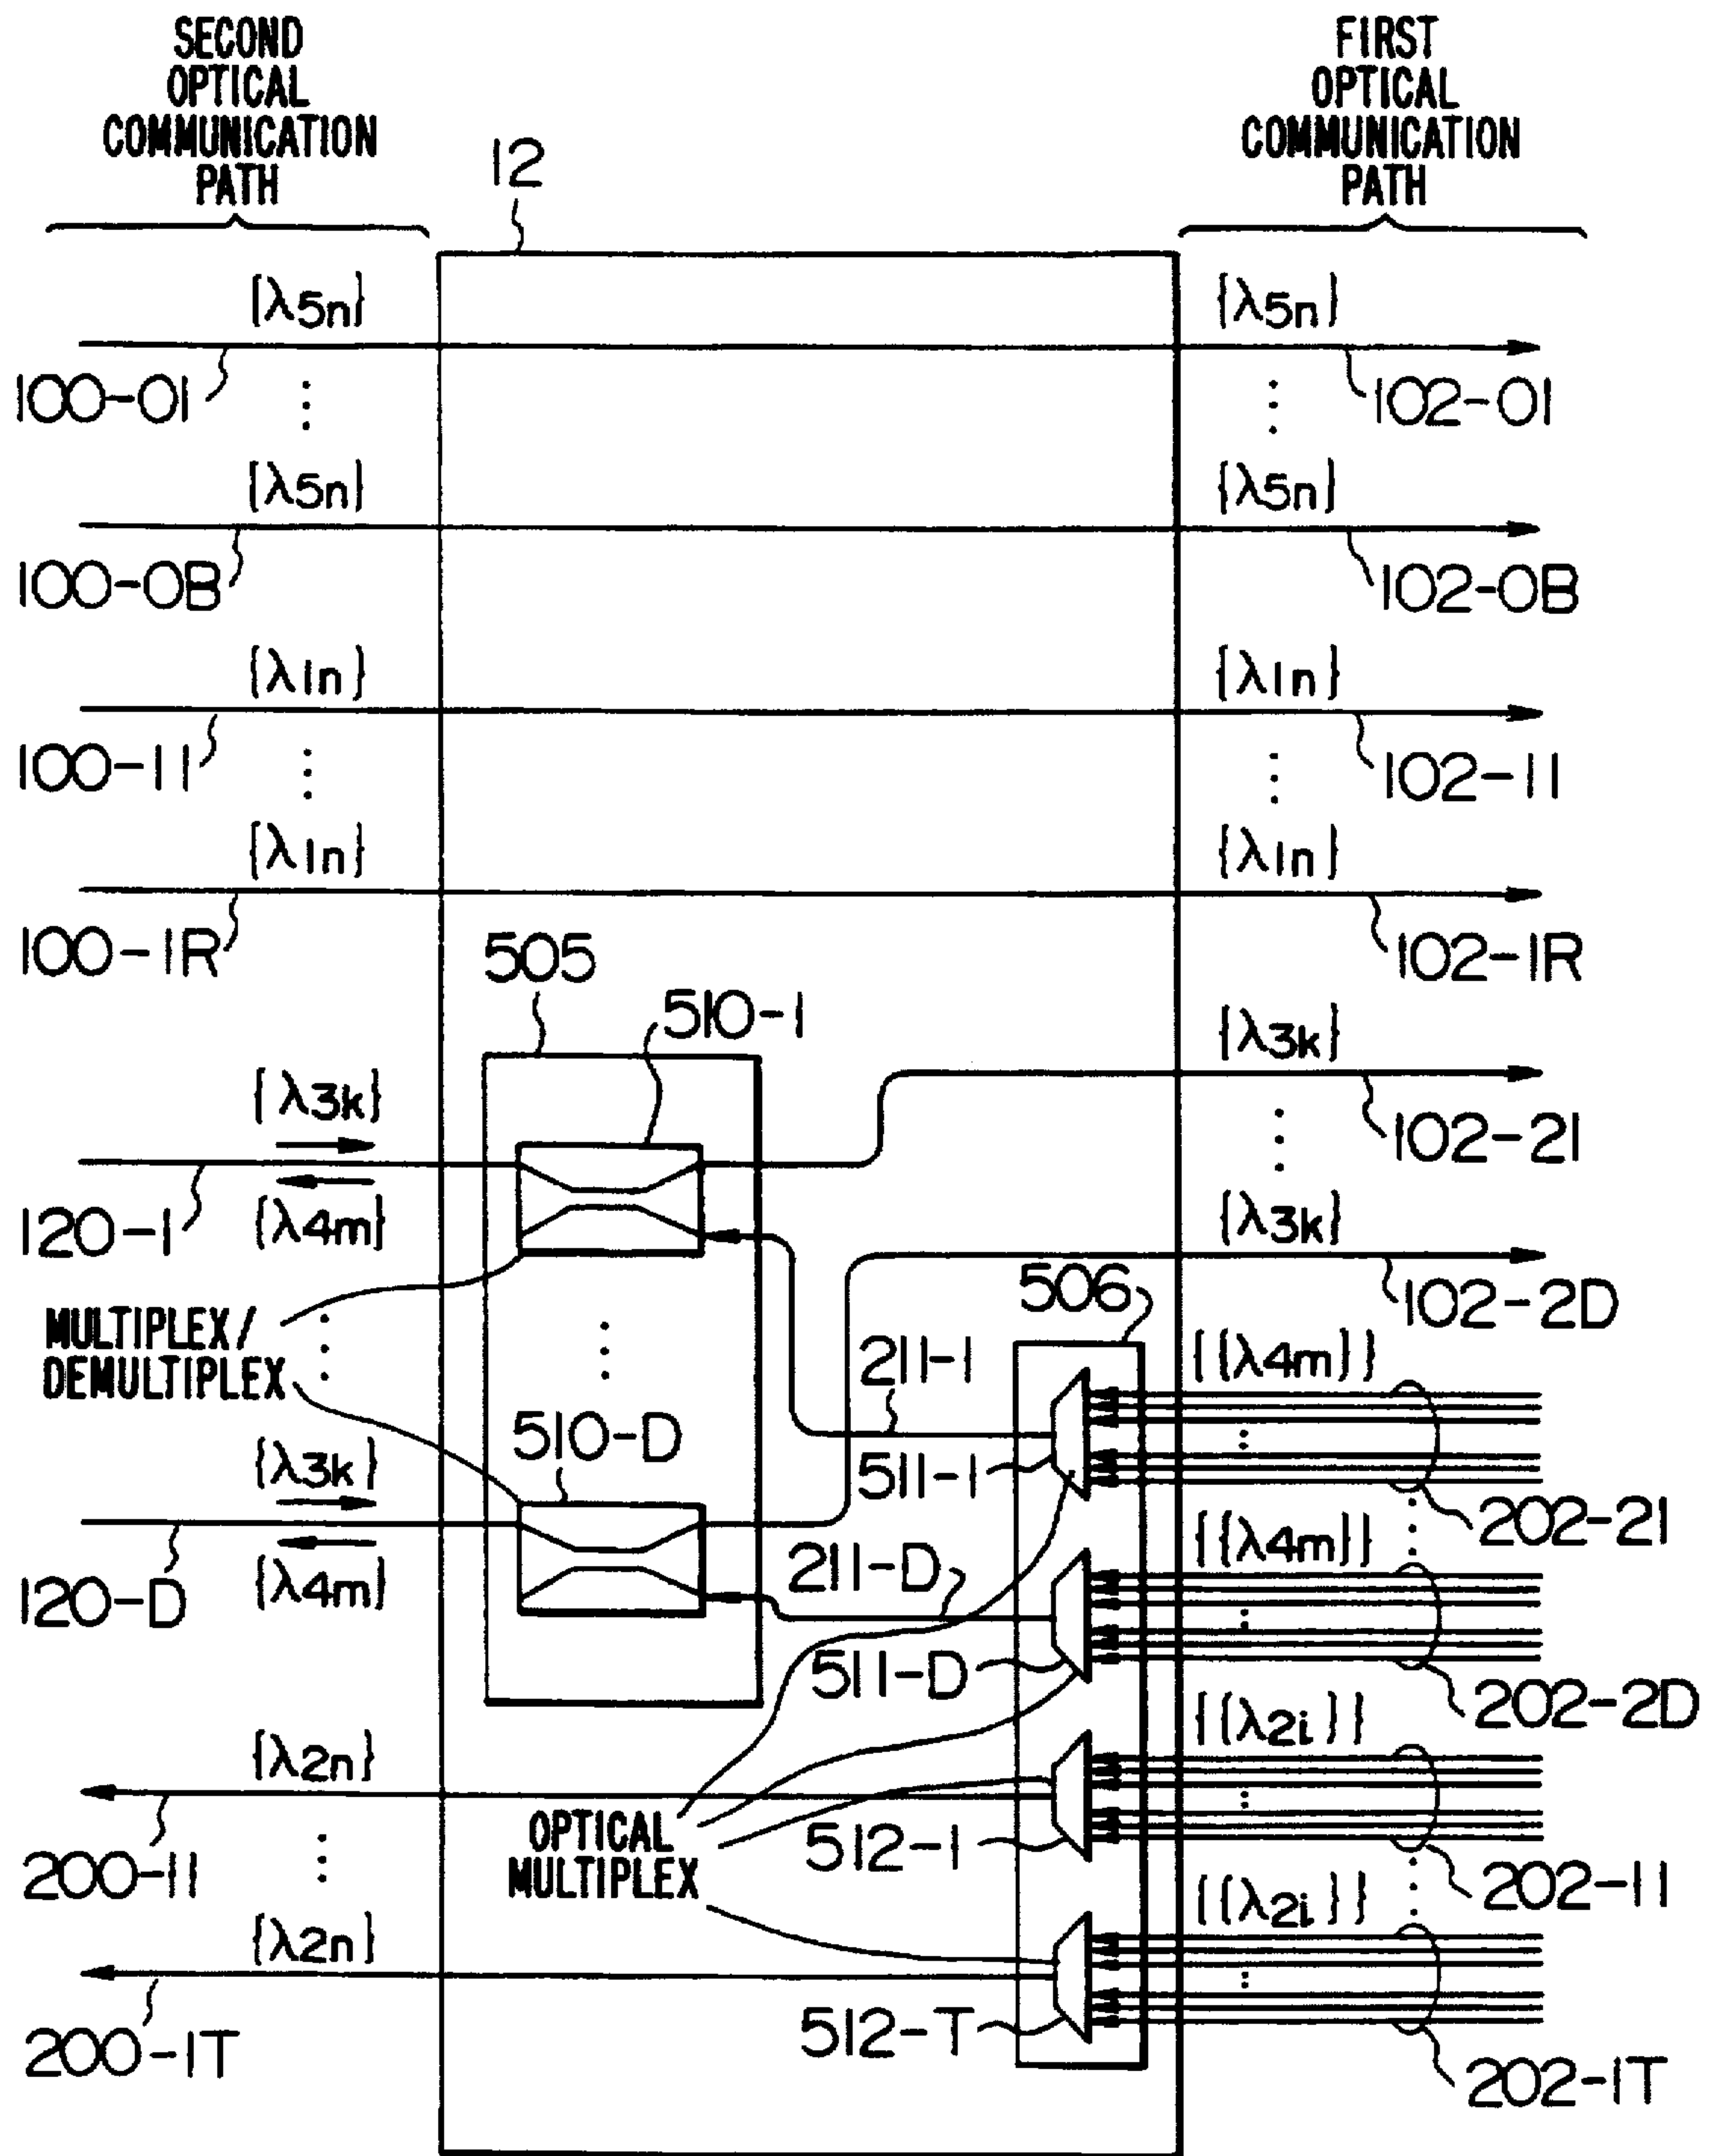 SECOND
OPTICAL
COMMUNICATION
PATH
FIRST
OPTICAL
COMMUNICATION
PATH
12
{λ5n}
{λ5n}
100-01
102-01
{λ5n}
{λ5n}
100-0B
102-0B
{λ1n}
{λ1n}
100-11
102-11
{λ1n}
{λ1n}
100-1R
102-1R
505
510-1
{λ3k}
{λ3k}
102-21
120-1
{λ4m}
{λ3k}
102-2D
506
MULTIPLEX/
DEMULTIPLEX
211-1
{{λ4m}}
510-D
511-1
202-21
{λ3k}
{{λ4m}}
120-D
{λ4m}
211-D
511-D
202-2D
{λ2n}
{{λ2i}}
200-11
OPTICAL
MULTIPLEX
512-1
202-11
{λ2n}
{{λ2i}}
200-1T
512-T
202-1T